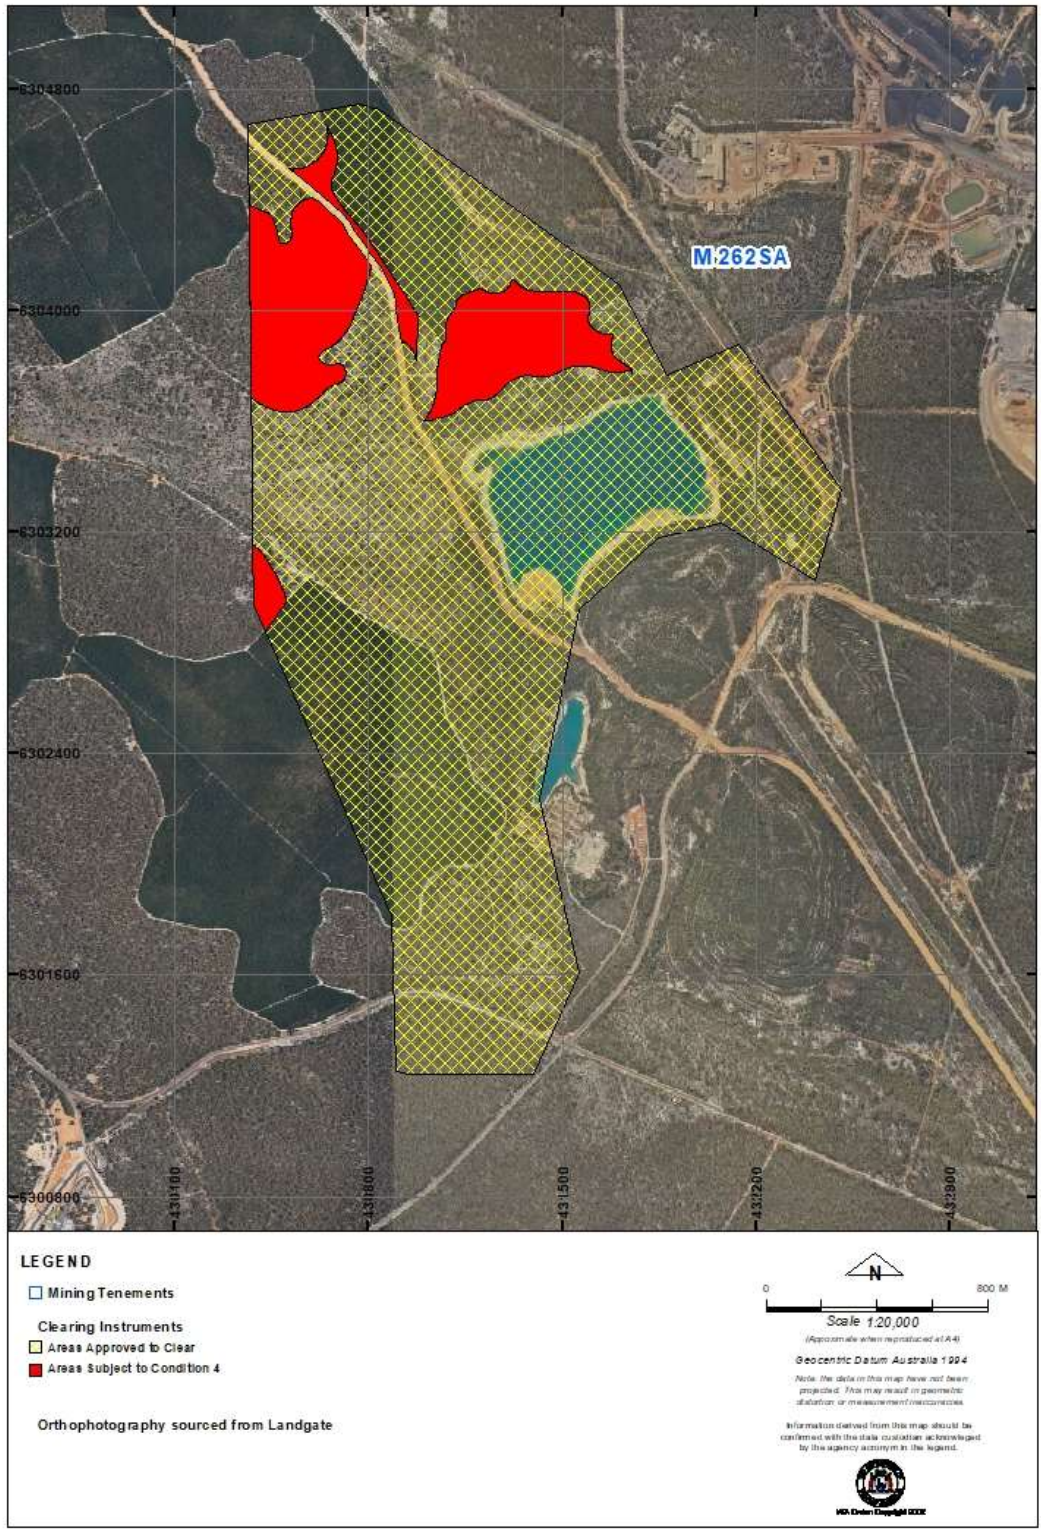 6304800
M 262SA
6304000
6303200
6302400
6301600
6300800
430100
430800
431500
432200
432900
LEGEND
Mining Tenements
Clearing Instruments
Areas Approved to Clear
Areas Subject to Condition 4
Orthophotography sourced from Landgate
N
0 800 M
Scale 1:20,000
(Approximate when reproduced at A4)
Geocentric Datum Australia 1994
Note: the data in this map have not been
projected. This may result in geometric
distortion or measurement inaccuracies.
Information derived from this map should be
confirmed with the data custodian acknowleged
by the agency acronym in the legend.